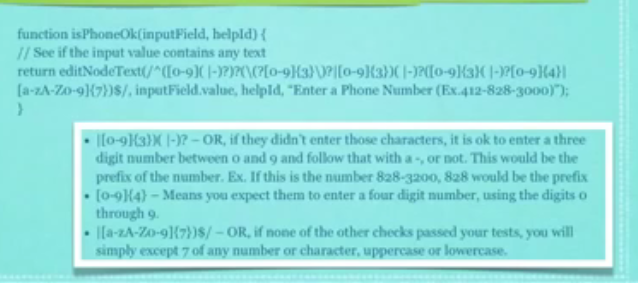 function isPhoneOk(inputField, helpId) {
// See if the input value contains any text
return editNodeText(/^([0-9]( |-)?)?(\(?[0-9]{3}\)?|[0-9]{3})( |-)?([0-9]{3}( |-)?[0-9]{4}|
[a-zA-Z0-9]{7})$/, inputField.value, helpId, "Enter a Phone Number (Ex.412-828-3000)");
}
• |[0-9]{3})( |-)? – OR, if they didn't enter those characters, it is ok to enter a three
digit number between 0 and 9 and follow that with a -, or not. This would be the
prefix of the number. Ex. If this is the number 828-3200, 828 would be the prefix
• [0-9]{4} – Means you expect them to enter a four digit number, using the digits 0
through 9.
• |[a-zA-Z0-9]{7})$/ – OR, if none of the other checks passed your tests, you will
simply except 7 of any number or character, uppercase or lowercase.